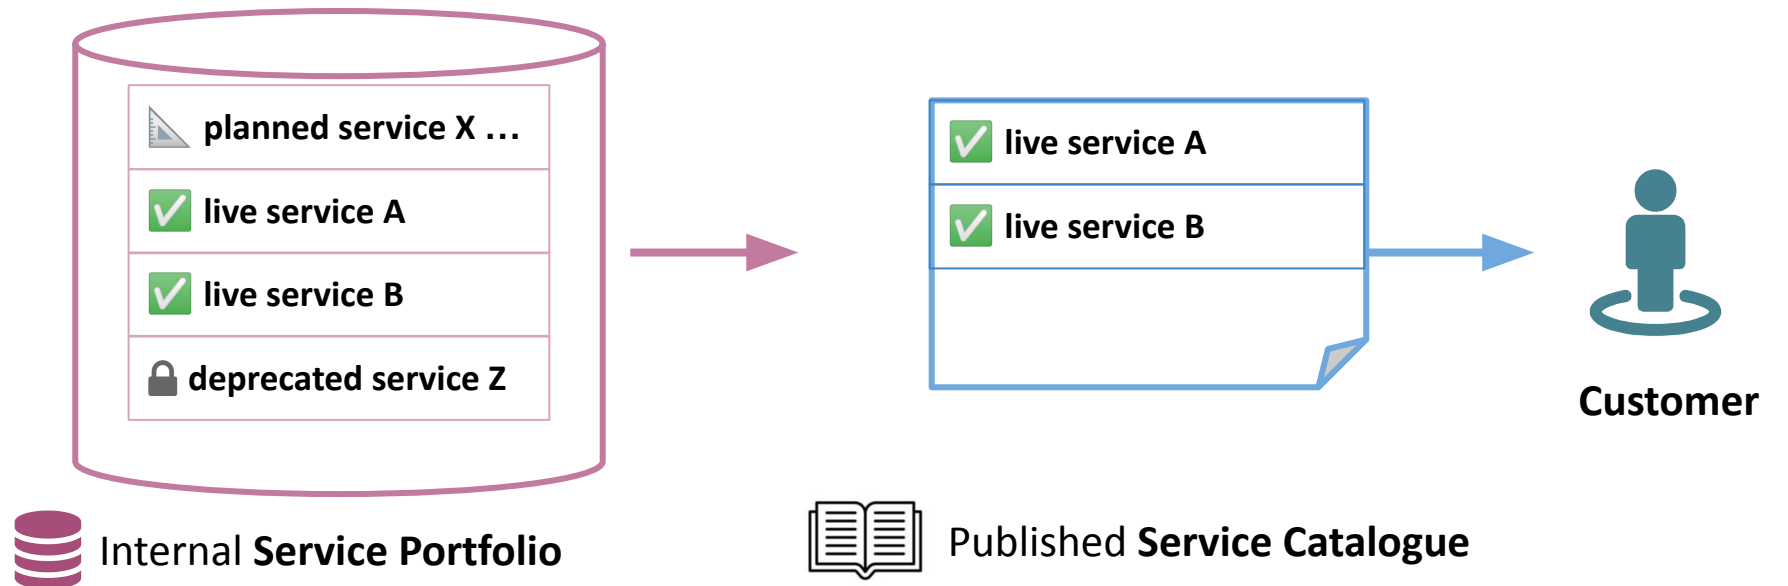 planned service X ...
live service A
live service B
deprecated service Z
Internal Service Portfolio
live service A
live service B
Published Service Catalogue
Customer